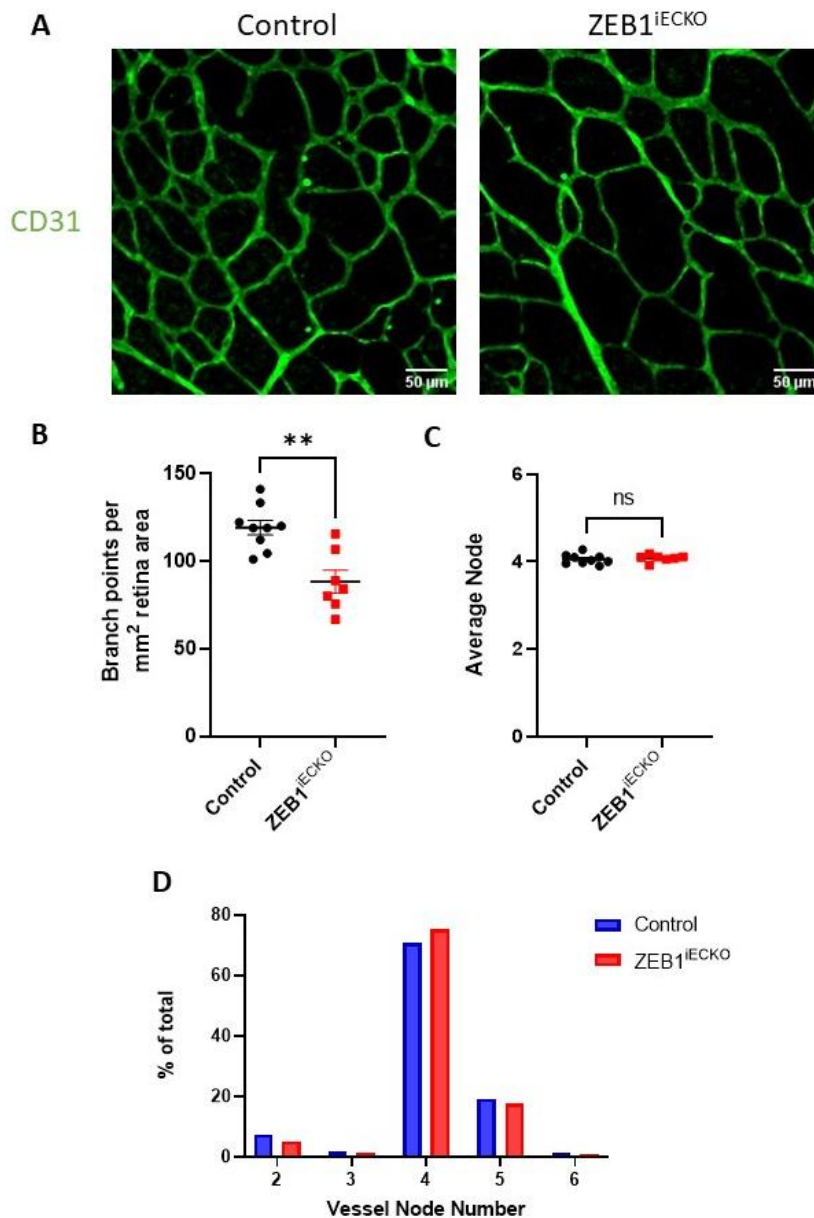 A
Control
ZEB1iECKO
CD31
50 µm
50 µm
B
**
150
100
50
0
Branch points per
mm2 retina area
Control
ZEB1iECKO
C
ns
6
4
2
0
Average Node
Control
ZEB1iECKO
D
80
60
40
20
0
% of total
2 3 4 5 6
Vessel Node Number
Control
ZEB1iECKO